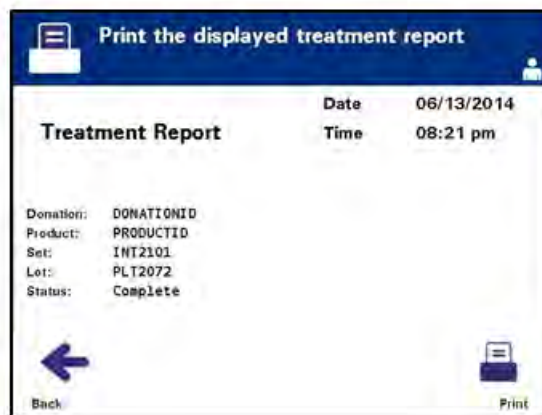 Print the displayed treatment report
Date 06/13/2014
Treatment Report Time 08:21 pm
Donation: DONATIONID
Product: PRODUCTID
Set: INT2101
Lot: PLT2072
Status: Complete
Back Print